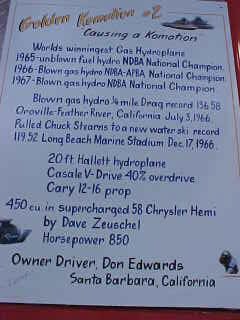 Golden Komotion #2
Causing a Komotion
Worlds winningest Gas Hydroplane
1965-unblown fuel hydro NDBA National Champion.
1966-Blown gas hydro NDBA-APBA National Champion
1967-Blown gas hydro NDBA National Champion
Blown gas hydro ¼ mile Drag record 136.58
Oroville-Feather River, California July 3, 1966.
Pulled Chuck Stearns to a new water ski record
119.52 Long Beach Marine Stadium Dec. 17, 1966.
20 ft. Hallett hydroplane
Casale V-Drive 40% overdrive
Cary 12-16 prop
450 cu. in supercharged 58 Chrysler Hemi
by Dave Zeuschel
Horsepower 850
Owner Driver, Don Edwards
Santa Barbara, California